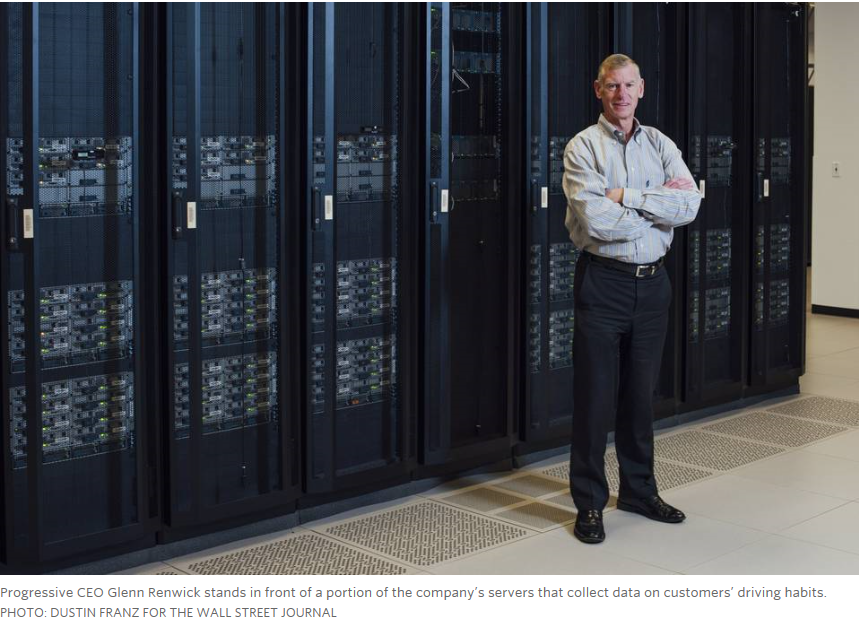 Progressive CEO Glenn Renwick stands in front of a portion of the company's servers that collect data on customers' driving habits.
PHOTO: DUSTIN FRANZ FOR THE WALL STREET JOURNAL